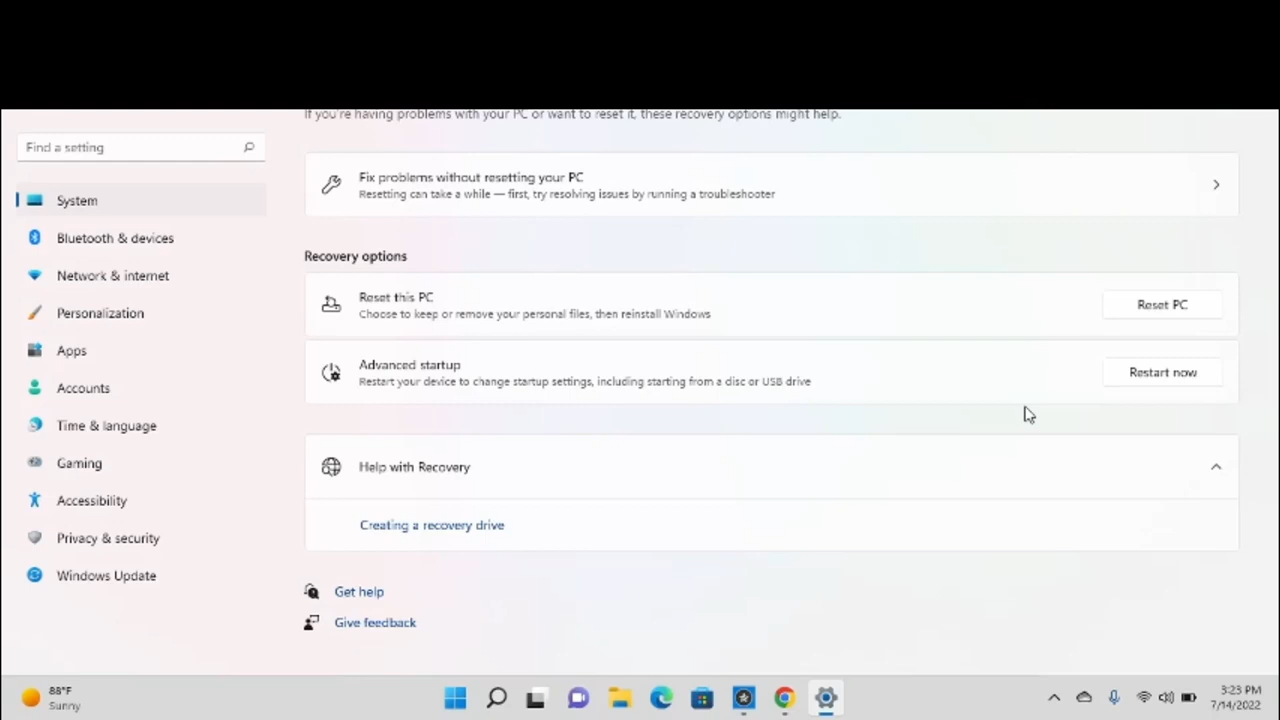 If you're having problems with your PC or want to reset it, these recovery options might help.
Find a setting
System
Bluetooth & devices
Network & internet
Personalization
Apps
Accounts
Time & language
Gaming
Accessibility
Privacy & security
Windows Update
Fix problems without resetting your PC
Resetting can take a while — first, try resolving issues by running a troubleshooter
Recovery options
Reset this PC
Choose to keep or remove your personal files, then reinstall Windows
Reset PC
Advanced startup
Restart your device to change startup settings, including starting from a disc or USB drive
Restart now
Help with Recovery
Creating a recovery drive
Get help
Give feedback
88°F
Sunny
3:23 PM
7/14/2022